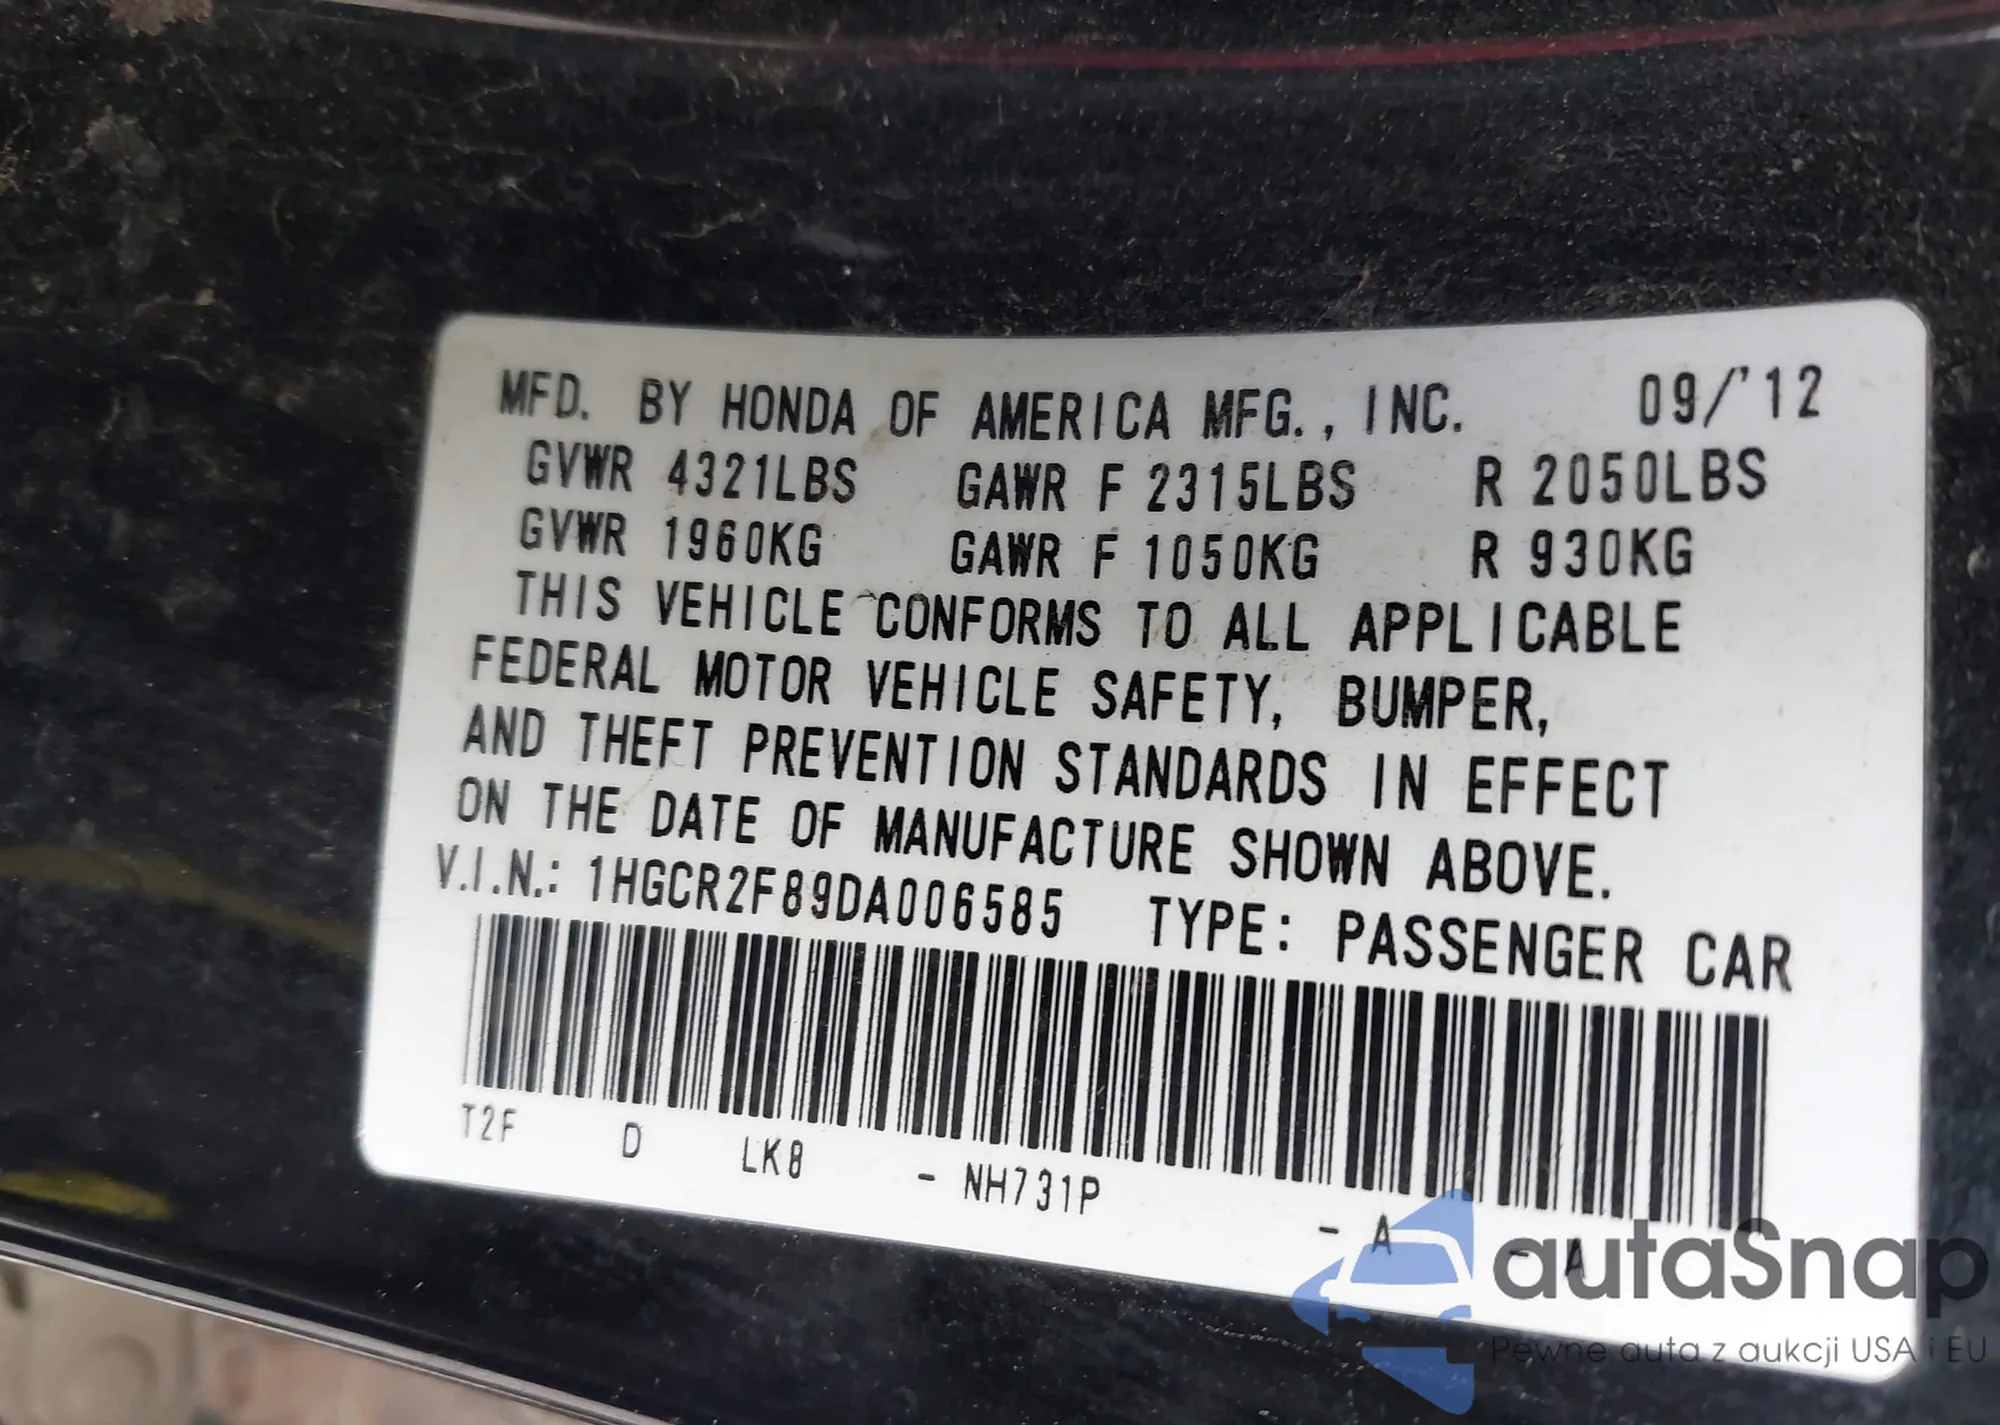 MFD. BY HONDA OF AMERICA MFG., INC. 09/'12
GVWR 4321LBS GAWR F 2315LBS R 2050LBS
GVWR 1960KG GAWR F 1050KG R 930KG
THIS VEHICLE CONFORMS TO ALL APPLICABLE
FEDERAL MOTOR VEHICLE SAFETY, BUMPER,
AND THEFT PREVENTION STANDARDS IN EFFECT
ON THE DATE OF MANUFACTURE SHOWN ABOVE.
V.I.N.: 1HGCR2F89DA006585 TYPE: PASSENGER CAR
T2F D LK8 - NH731P - A - A
autaSnap
Pewne auta z aukcji USA i EU